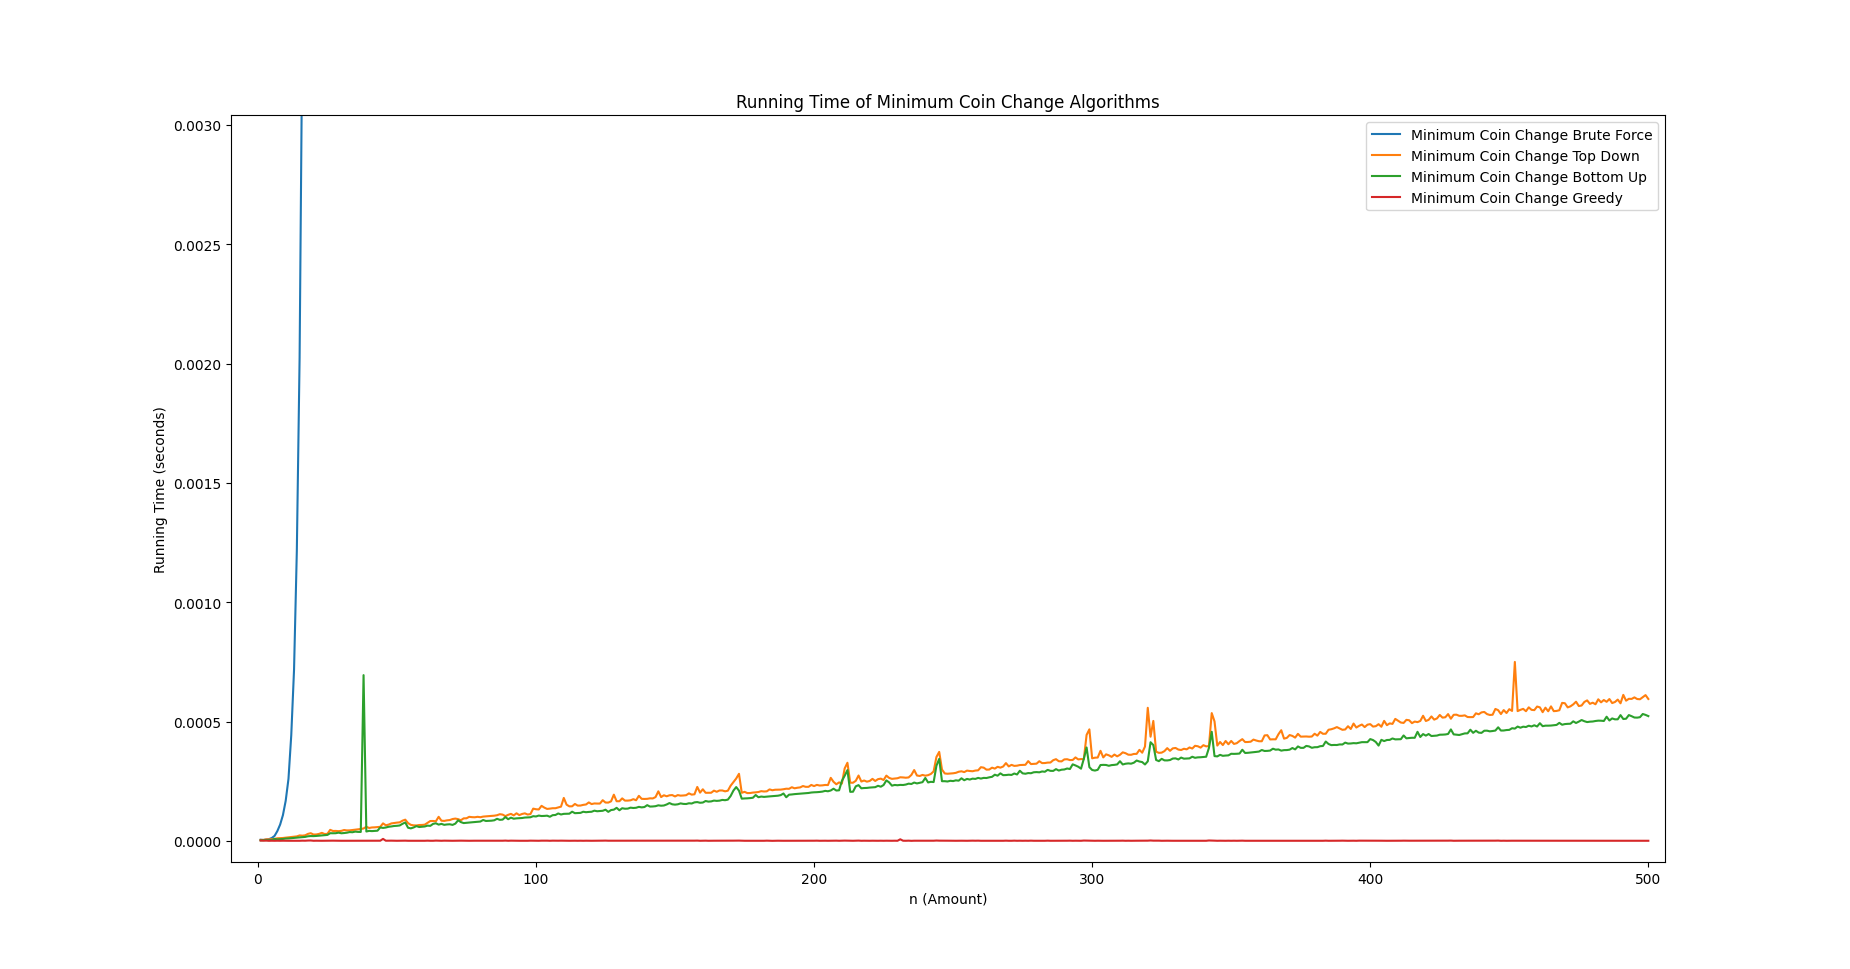 Running Time of Minimum Coin Change Algorithms
Minimum Coin Change Brute Force
Minimum Coin Change Top Down
Minimum Coin Change Bottom Up
Minimum Coin Change Greedy
Running Time (seconds)
0.0030
0.0025
0.0020
0.0015
0.0010
0.0005
0.0000
0
100
200
300
400
500
n (Amount)